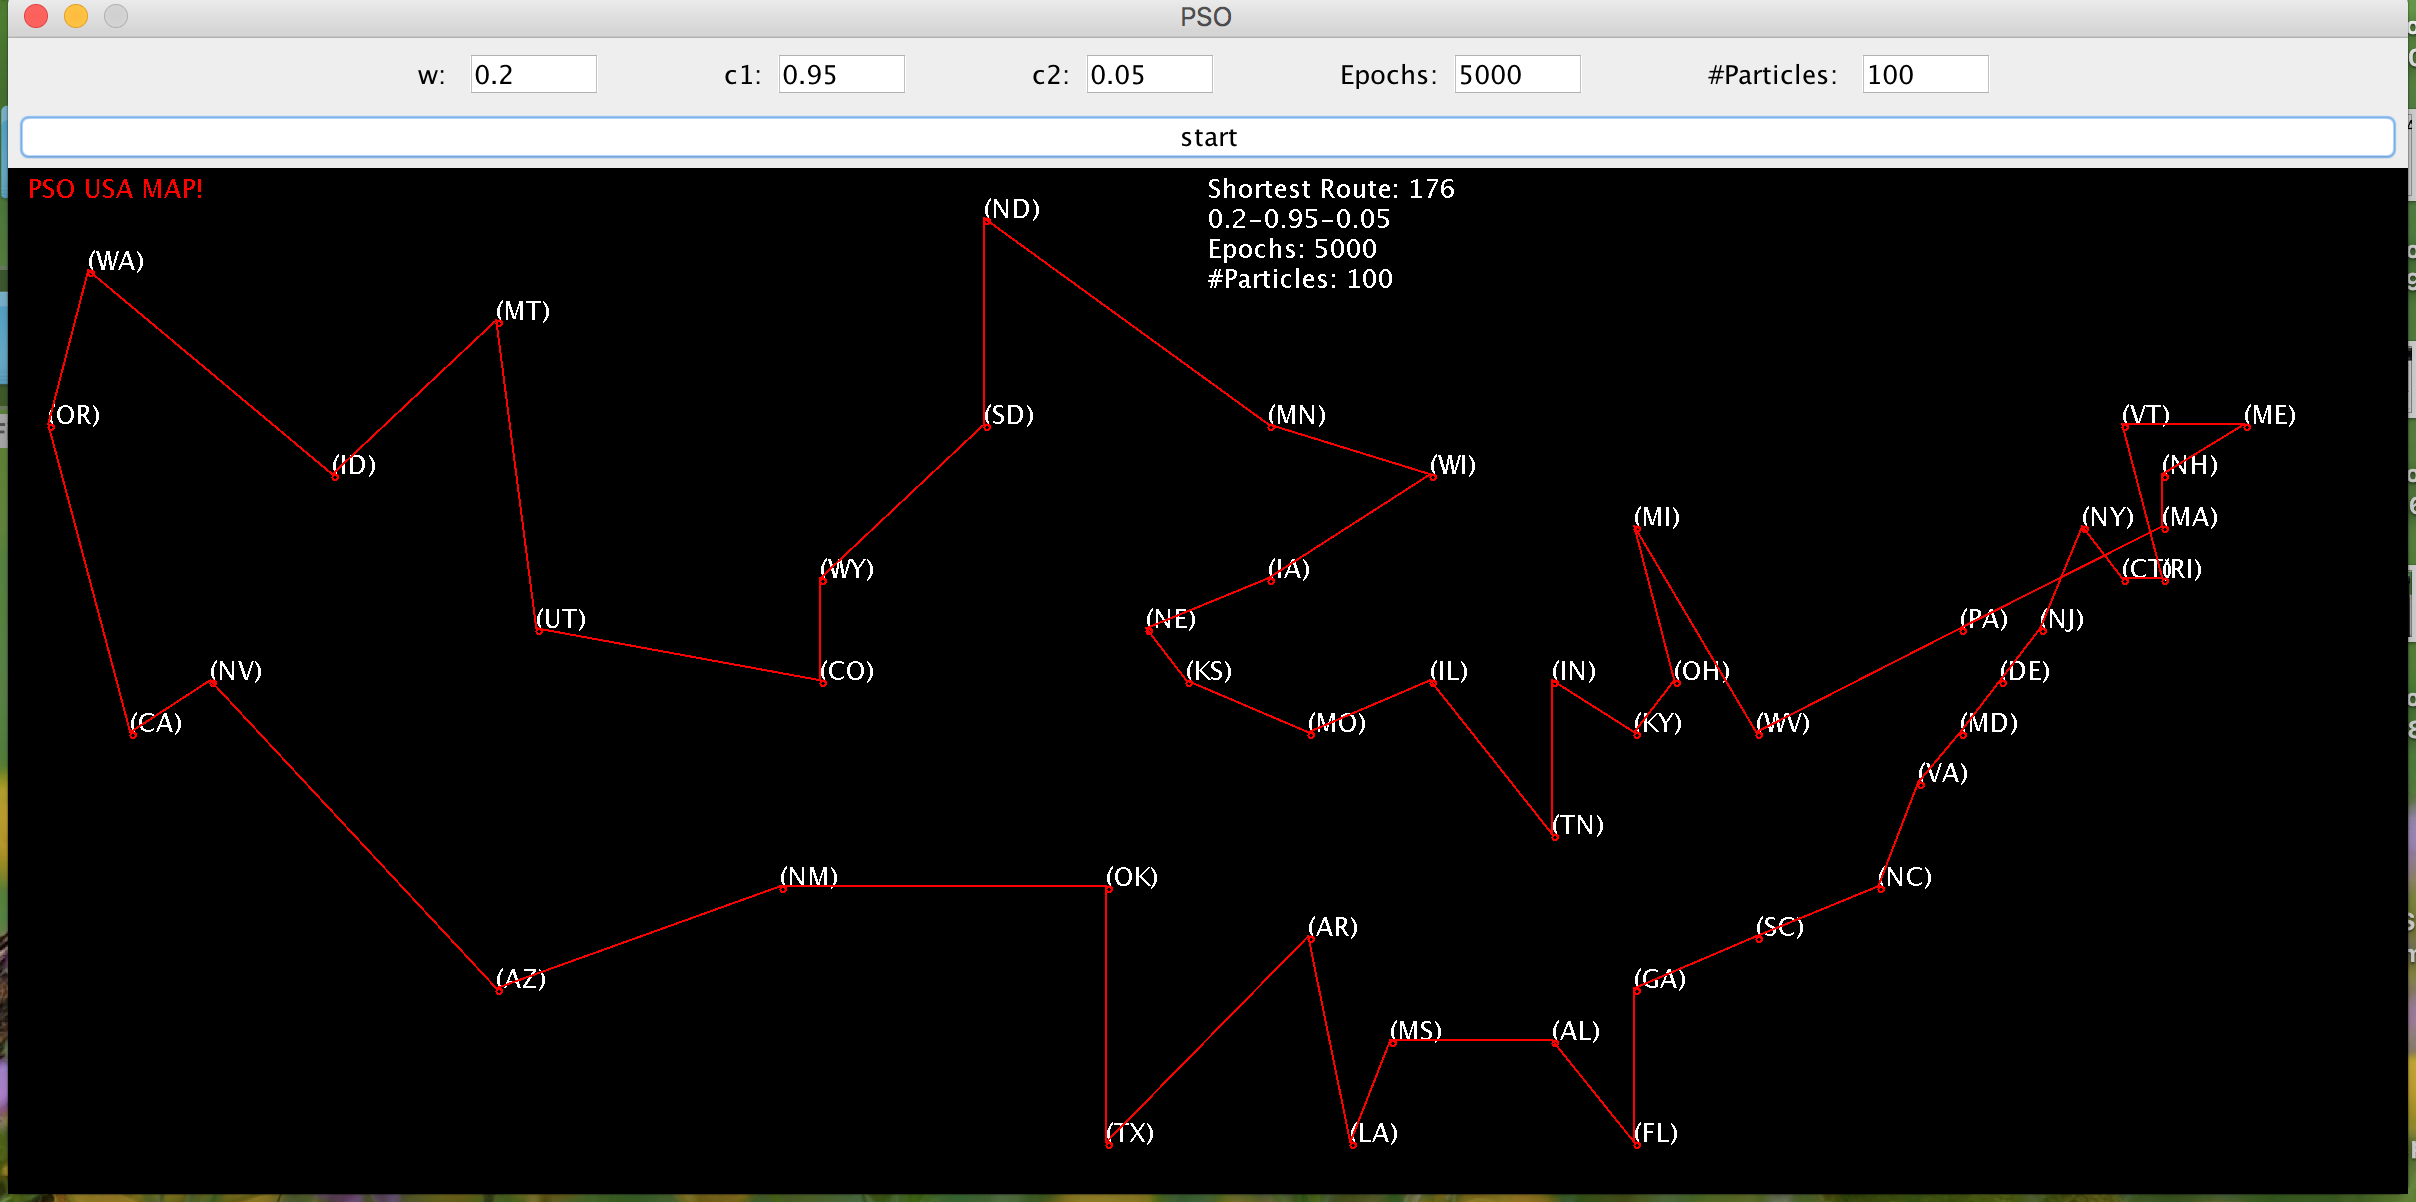 PSO
w: 0.2 c1: 0.95 c2: 0.05 Epochs: 5000 #Particles: 100
start
PSO USA MAP!
Shortest Route: 176
0.2-0.95-0.05
Epochs: 5000
#Particles: 100
(ND)
(WA)
(MT)
(OR) (SD) (MN) (VT) (ME)
(ID) (WI) (NH)
(MI) (NY) (MA)
(WY) (IA) (CT) (RI)
(UT) (NE) (PA) (NJ)
(NV) (CO) (KS) (IL) (IN) (OH) (DE)
(CA) (MO) (KY) (WV) (MD)
(VA)
(TN)
(NM) (OK) (NC)
(AR) (SC)
(AZ) (GA)
(MS) (AL)
(TX) (LA) (FL)